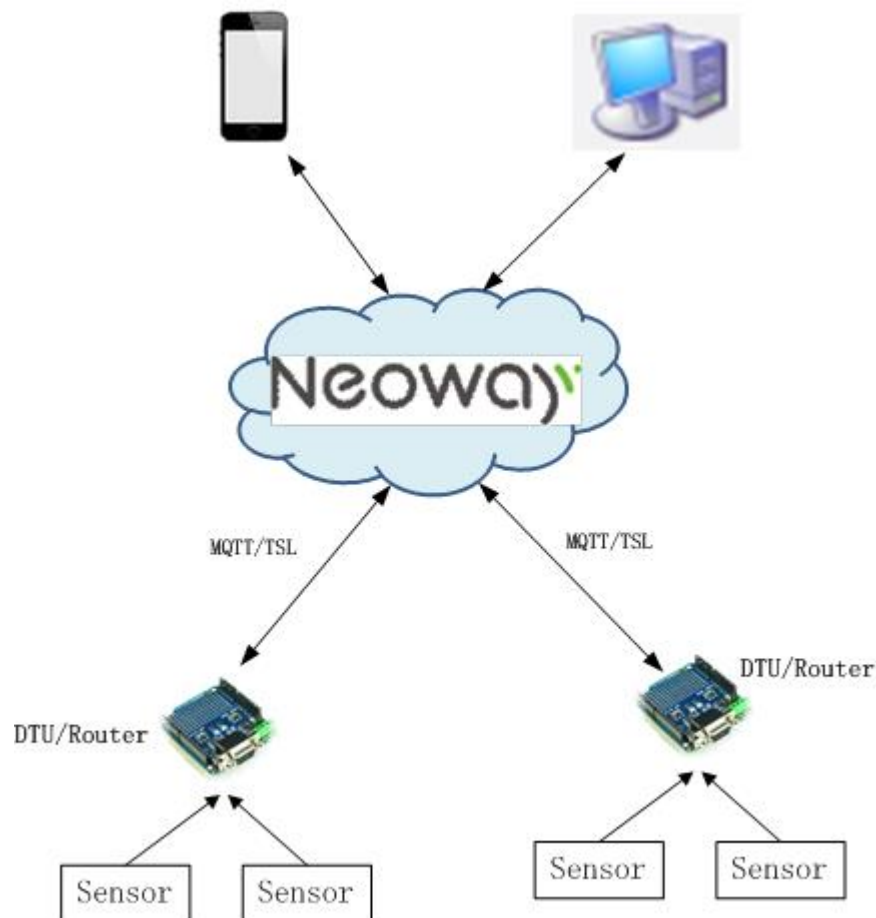 Neoway
MQTT/TSL
MQTT/TSL
DTU/Router
DTU/Router
Sensor
Sensor
Sensor
Sensor